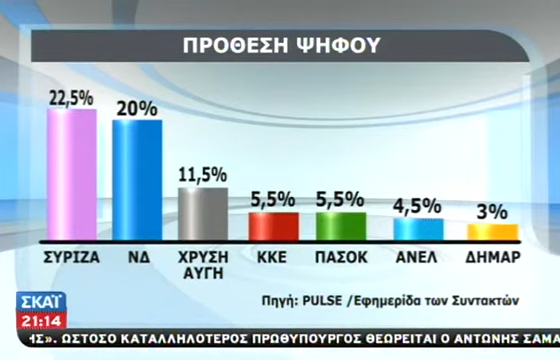 ΠΡΟΘΕΣΗ ΨΗΦΟΥ
22,5%
20%
11,5%
5,5%
5,5%
4,5%
3%
ΣΥΡΙΖΑ
ΝΔ
ΧΡΥΣΗ
ΑΥΓΗ
ΚΚΕ
ΠΑΣΟΚ
ΑΝΕΛ
ΔΗΜΑΡ
Πηγή: PULSE /Εφημερίδα των Συντακτών
ΣΚΑΪ
21:14
ΩΣΤΟΣΟ ΚΑΤΑΛΛΗΛΟΤΕΡΟΣ ΠΡΩΘΥΠΟΥΡΓΟΣ ΘΕΩΡΕΙΤΑΙ Ο ΑΝΤΩΝΗΣ